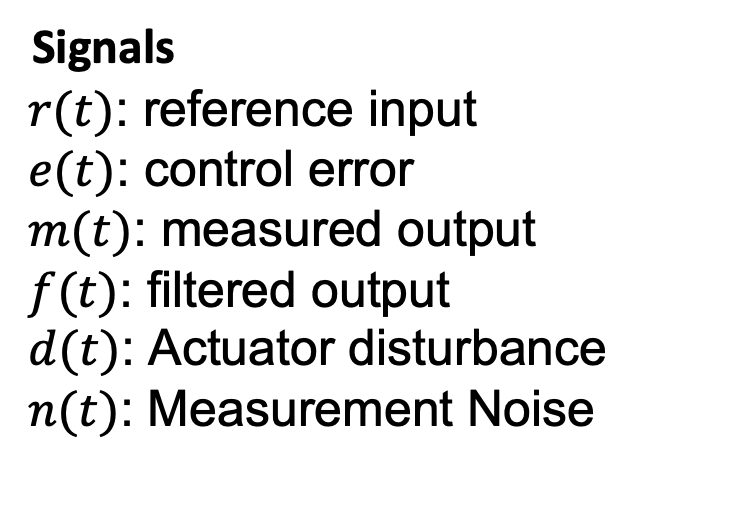 Signals
r(t): reference input
e(t): control error
m(t): measured output
f(t): filtered output
d(t): Actuator disturbance
n(t): Measurement Noise